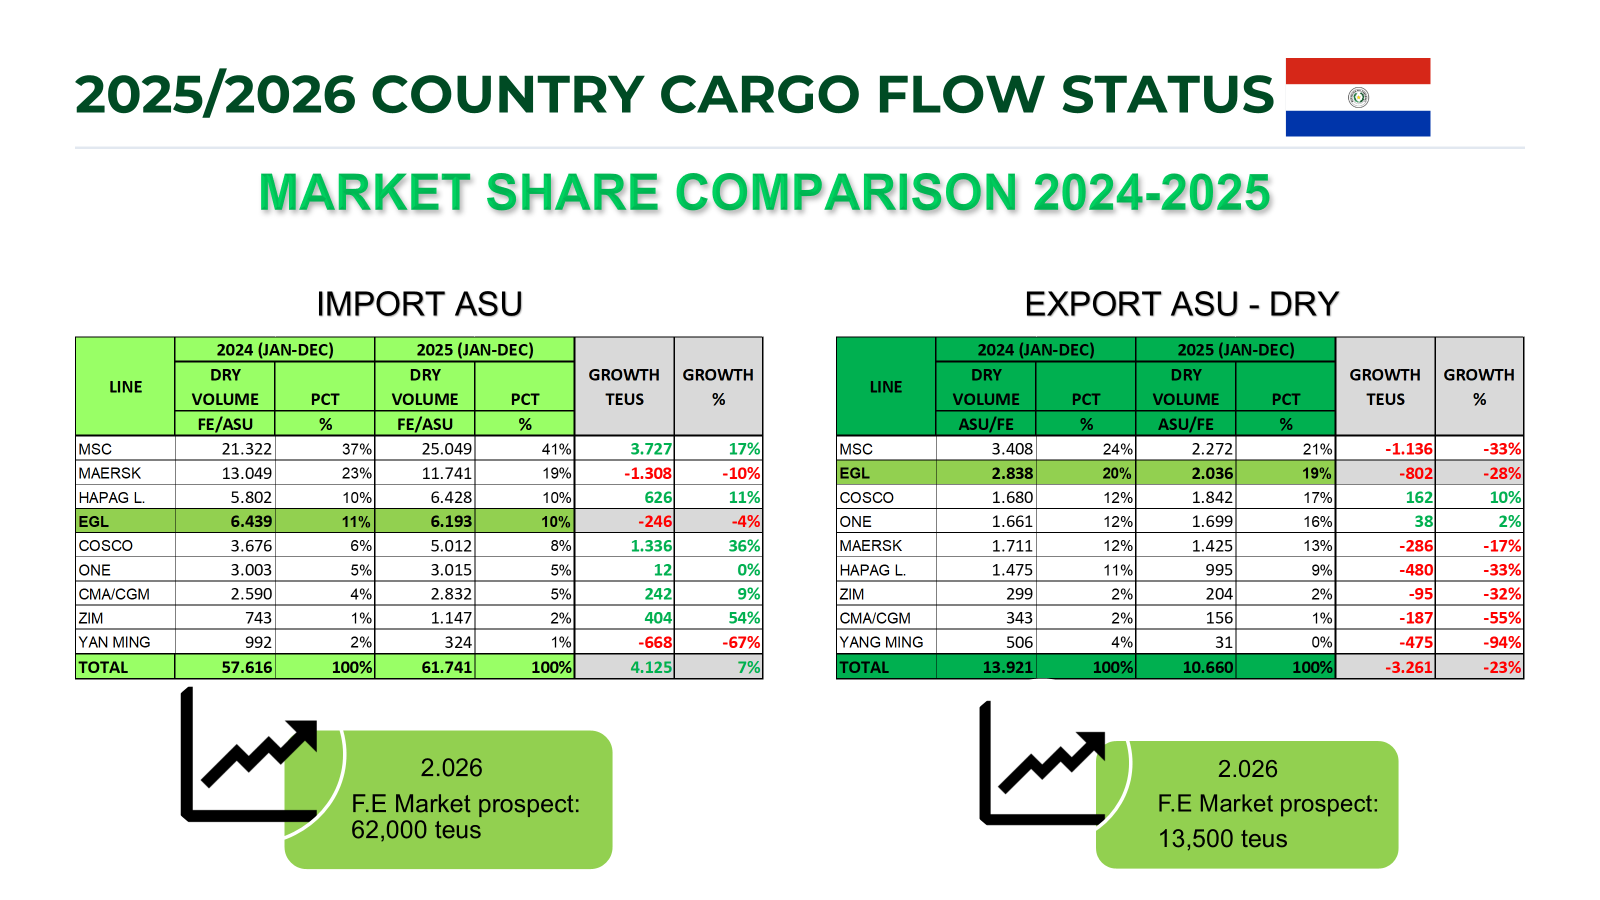 2025/2026 COUNTRY CARGO FLOW STATUS
MARKET SHARE COMPARISON 2024-2025
IMPORT ASU
LINE 2024 (JAN-DEC) 2025 (JAN-DEC) GROWTH TEUS GROWTH %
DRY VOLUME PCT DRY VOLUME PCT
FE/ASU % FE/ASU %
MSC 21.322 37% 25.049 41% 3.727 17%
MAERSK 13.049 23% 11.741 19% -1.308 -10%
HAPAG L. 5.802 10% 6.428 10% 626 11%
EGL 6.439 11% 6.193 10% -246 -4%
COSCO 3.676 6% 5.012 8% 1.336 36%
ONE 3.003 5% 3.015 5% 12 0%
CMA/CGM 2.590 4% 2.832 5% 242 9%
ZIM 743 1% 1.147 2% 404 54%
YAN MING 992 2% 324 1% -668 -67%
TOTAL 57.616 100% 61.741 100% 4.125 7%
2.026
F.E Market prospect:
62,000 teus
EXPORT ASU - DRY
LINE 2024 (JAN-DEC) 2025 (JAN-DEC) GROWTH TEUS GROWTH %
DRY VOLUME PCT DRY VOLUME PCT
ASU/FE % ASU/FE %
MSC 3.408 24% 2.272 21% -1.136 -33%
EGL 2.838 20% 2.036 19% -802 -28%
COSCO 1.680 12% 1.842 17% 162 10%
ONE 1.661 12% 1.699 16% 38 2%
MAERSK 1.711 12% 1.425 13% -286 -17%
HAPAG L. 1.475 11% 995 9% -480 -33%
ZIM 299 2% 204 2% -95 -32%
CMA/CGM 343 2% 156 1% -187 -55%
YANG MING 506 4% 31 0% -475 -94%
TOTAL 13.921 100% 10.660 100% -3.261 -23%
2.026
F.E Market prospect:
13,500 teus